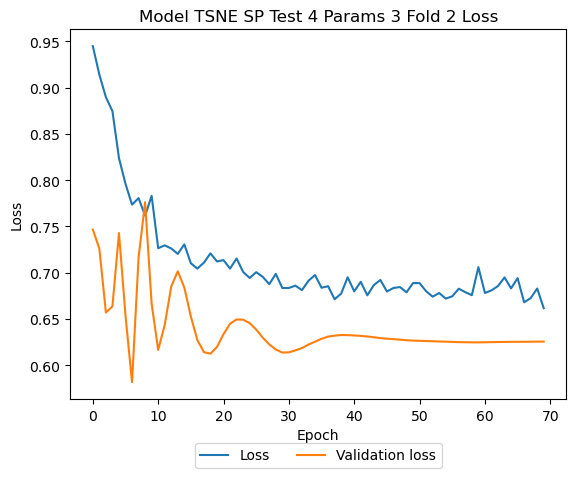 Model TSNE SP Test 4 Params 3 Fold 2 Loss
Loss
0.95
0.90
0.85
0.80
0.75
0.70
0.65
0.60
0 10 20 30 40 50 60 70
Epoch
Loss Validation loss